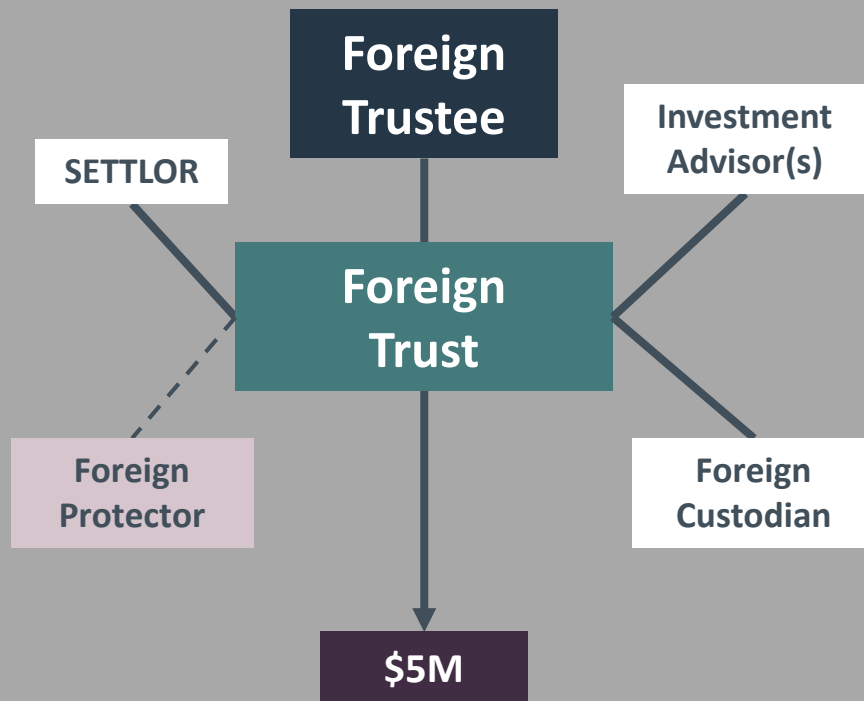 Foreign
Trustee
Investment
Advisor(s)
SETTLOR
Foreign
Trust
Foreign
Protector
Foreign
Custodian
$5M